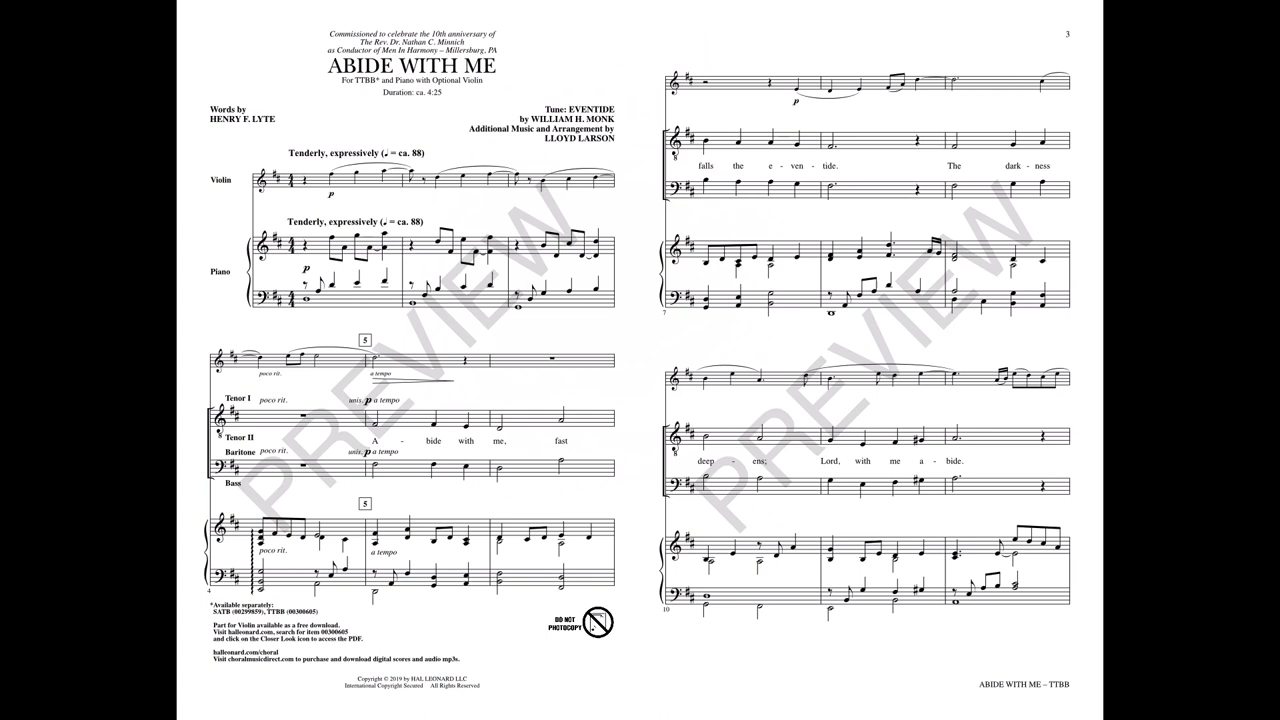 Commissioned to celebrate the 10th anniversary of
The Rev. Dr. Nathan C. Minnich
as Conductor of Men In Harmony – Millersburg, PA
ABIDE WITH ME
For TTBB* and Piano with Optional Violin
Duration: ca. 4:25
Words by
HENRY F. LYTE
Tune: EVENTIDE
by WILLIAM H. MONK
Additional Music and Arrangement by
LLOYD LARSON
Tenderly, expressively (♩ = ca. 88)
Violin
p
Tenderly, expressively (♩ = ca. 88)
Piano
p
5
poco rit.
a tempo
Tenor I
poco rit.
unis. p a tempo
Tenor II
A - bide with me, fast
Baritone
poco rit.
unis. p a tempo
Bass
5
poco rit.
a tempo
4
*Available separately:
SATB (00299859), TTBB (00300605)
Part for Violin available as a free download.
Visit halleonard.com, search for item 00300605
and click on the Closer Look icon to access the PDF.
halleonard.com/choral
Visit choralmusicdirect.com to purchase and download digital scores and audio mp3s.
DO NOT
PHOTOCOPY
Copyright © 2019 by HAL LEONARD LLC
International Copyright Secured All Rights Reserved
PREVIEW
3
p
falls the e - ven - tide. The dark - ness
7
deep - ens; Lord, with me a - bide.
10
ABIDE WITH ME – TTBB
PREVIEW